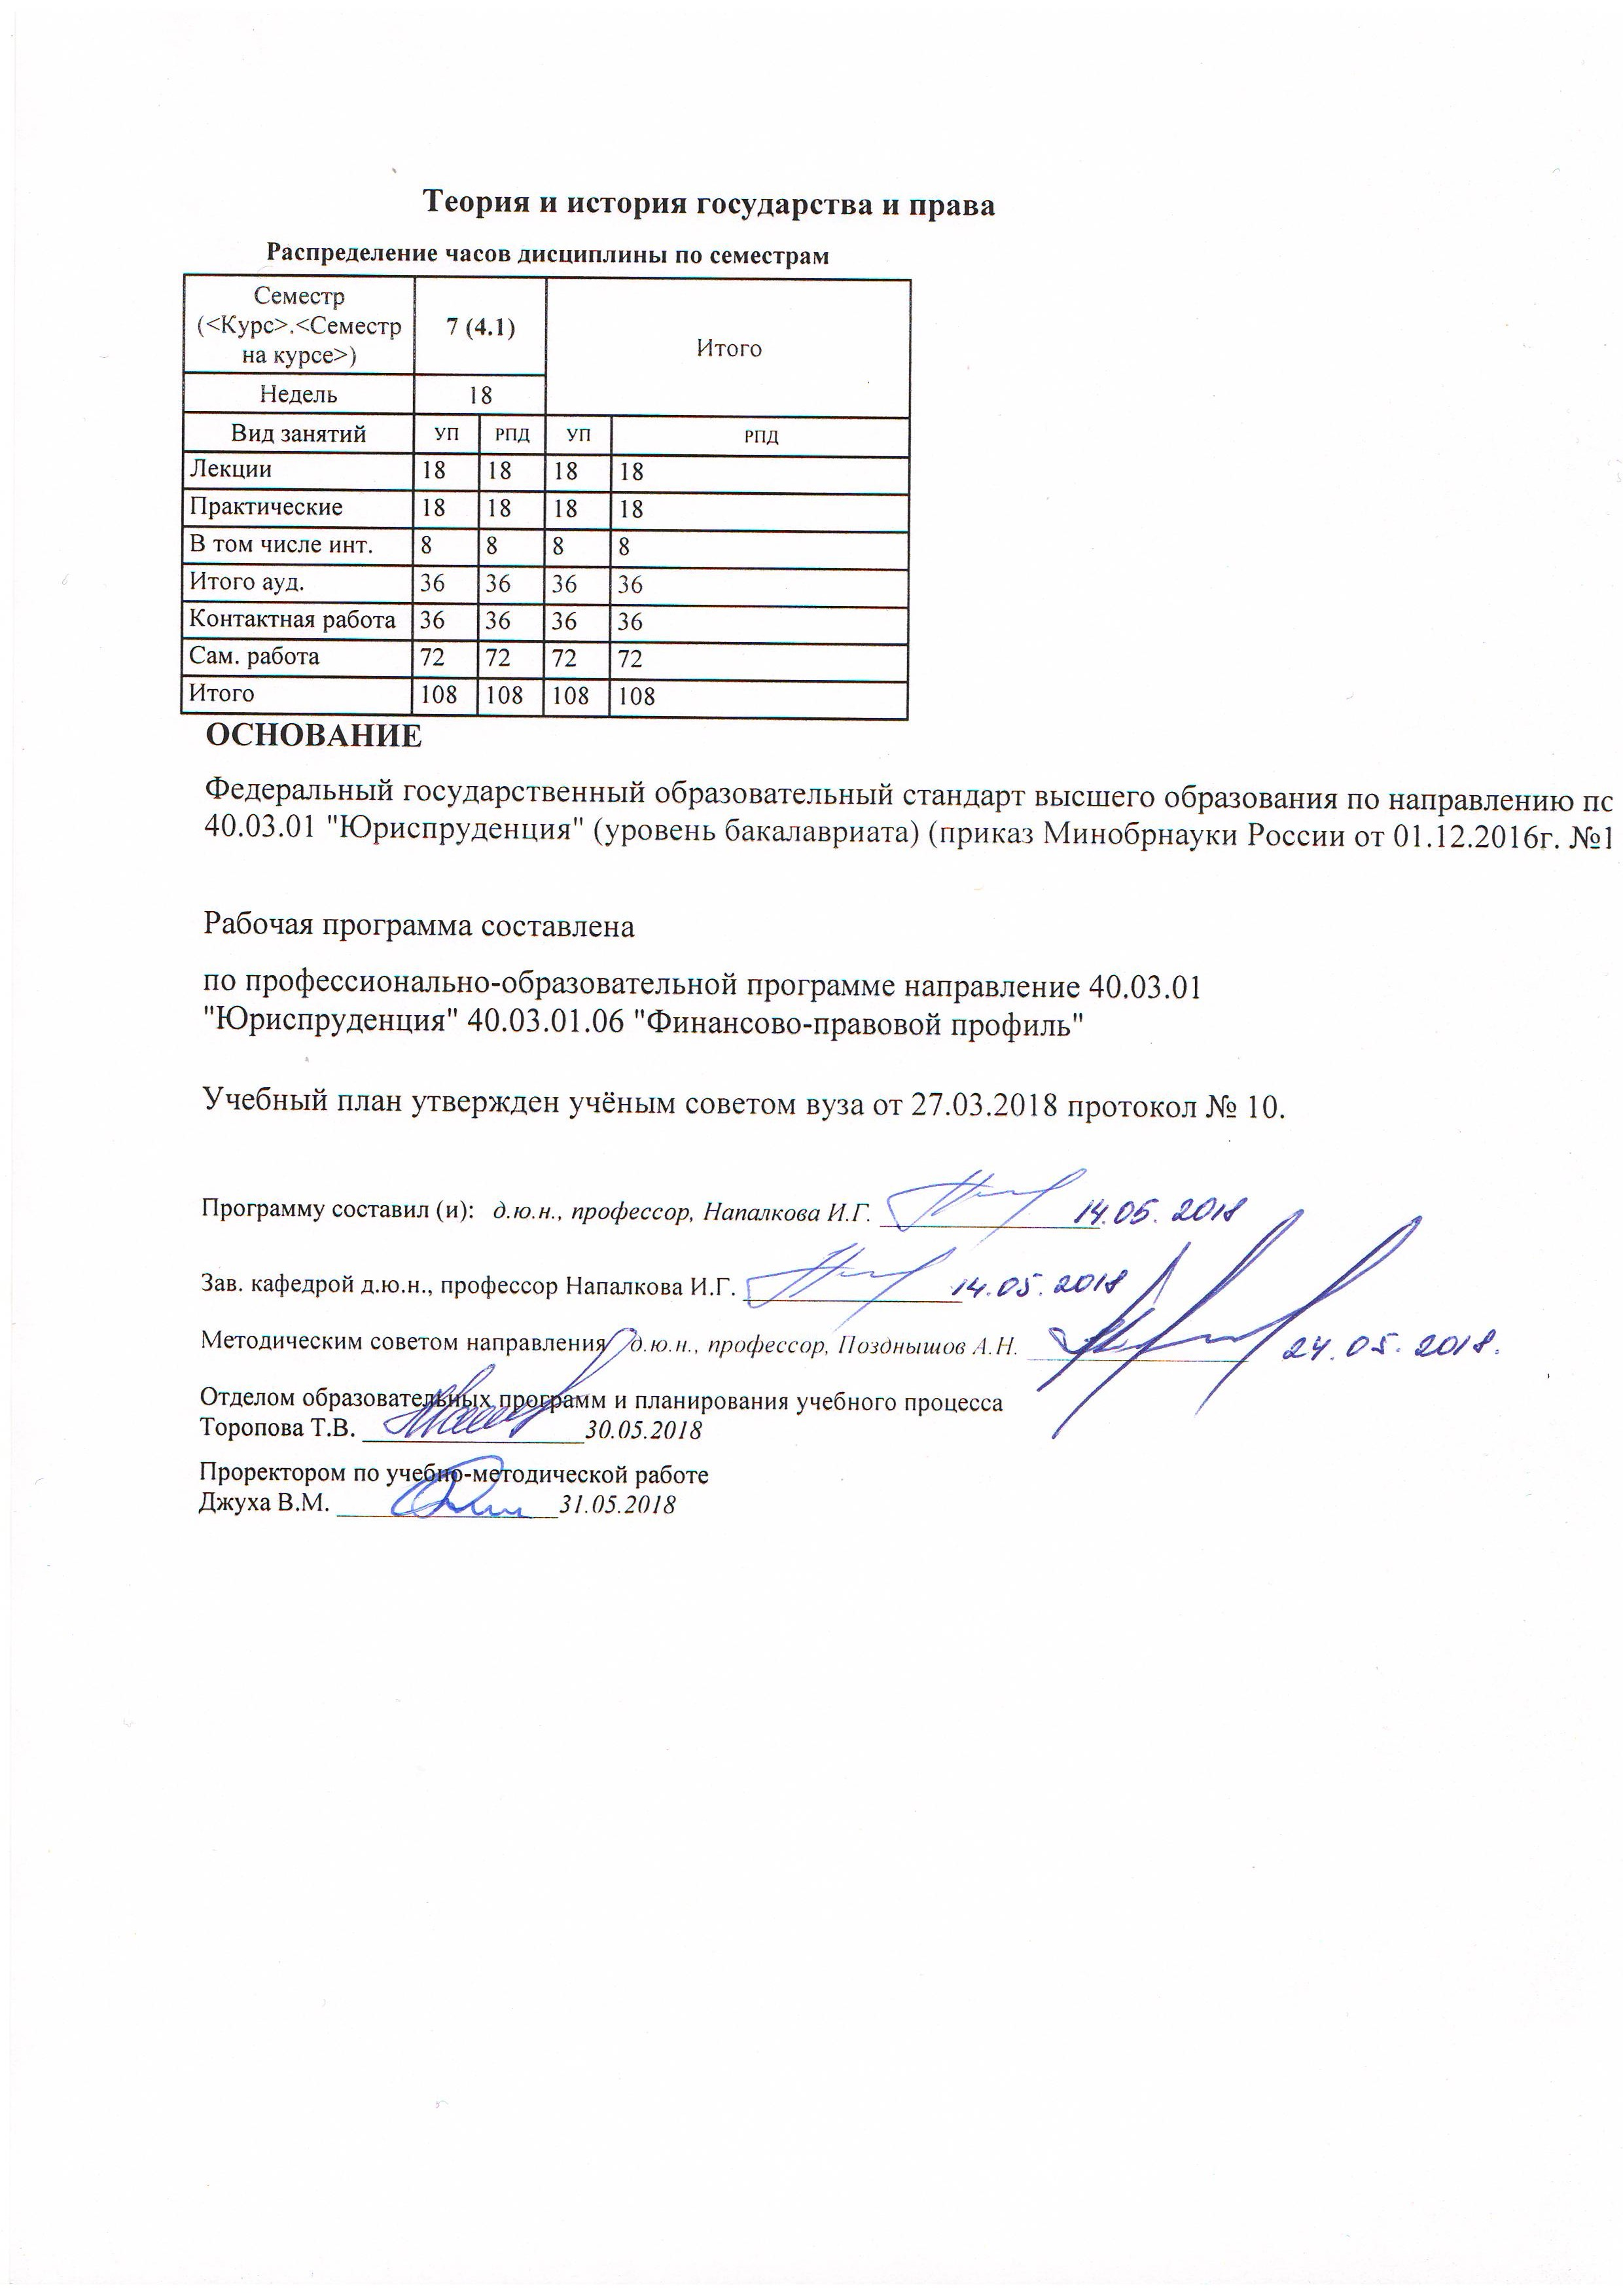 Теория и история государства и права
Распределение часов дисциплины по семестрам
Семестр (<Курс>.<Семестр на курсе>) 7 (4.1) Итого
Недель 18
Вид занятий УП РПД УП РПД
Лекции 18 18 18 18
Практические 18 18 18 18
В том числе инт. 8 8 8 8
Итого ауд. 36 36 36 36
Контактная работа 36 36 36 36
Сам. работа 72 72 72 72
Итого 108 108 108 108
ОСНОВАНИЕ
Федеральный государственный образовательный стандарт высшего образования по направлению
40.03.01 "Юриспруденция" (уровень бакалавриата) (приказ Минобрнауки России от 01.12.2016г. №1
Рабочая программа составлена
по профессионально-образовательной программе направление 40.03.01
"Юриспруденция" 40.03.01.06 "Финансово-правовой профиль"
Учебный план утвержден учёным советом вуза от 27.03.2018 протокол № 10.
Программу составил (и): д.ю.н., профессор, Напалкова И.Г. 14.05. 2018
Зав. кафедрой д.ю.н., профессор Напалкова И.Г. 14.05. 2018
Методическим советом направления д.ю.н., профессор, Позднышов А.Н. 24.05. 2018.
Отделом образовательных программ и планирования учебного процесса
Торопова Т.В. 30.05.2018
Проректором по учебно-методической работе
Джуха В.М. 31.05.2018